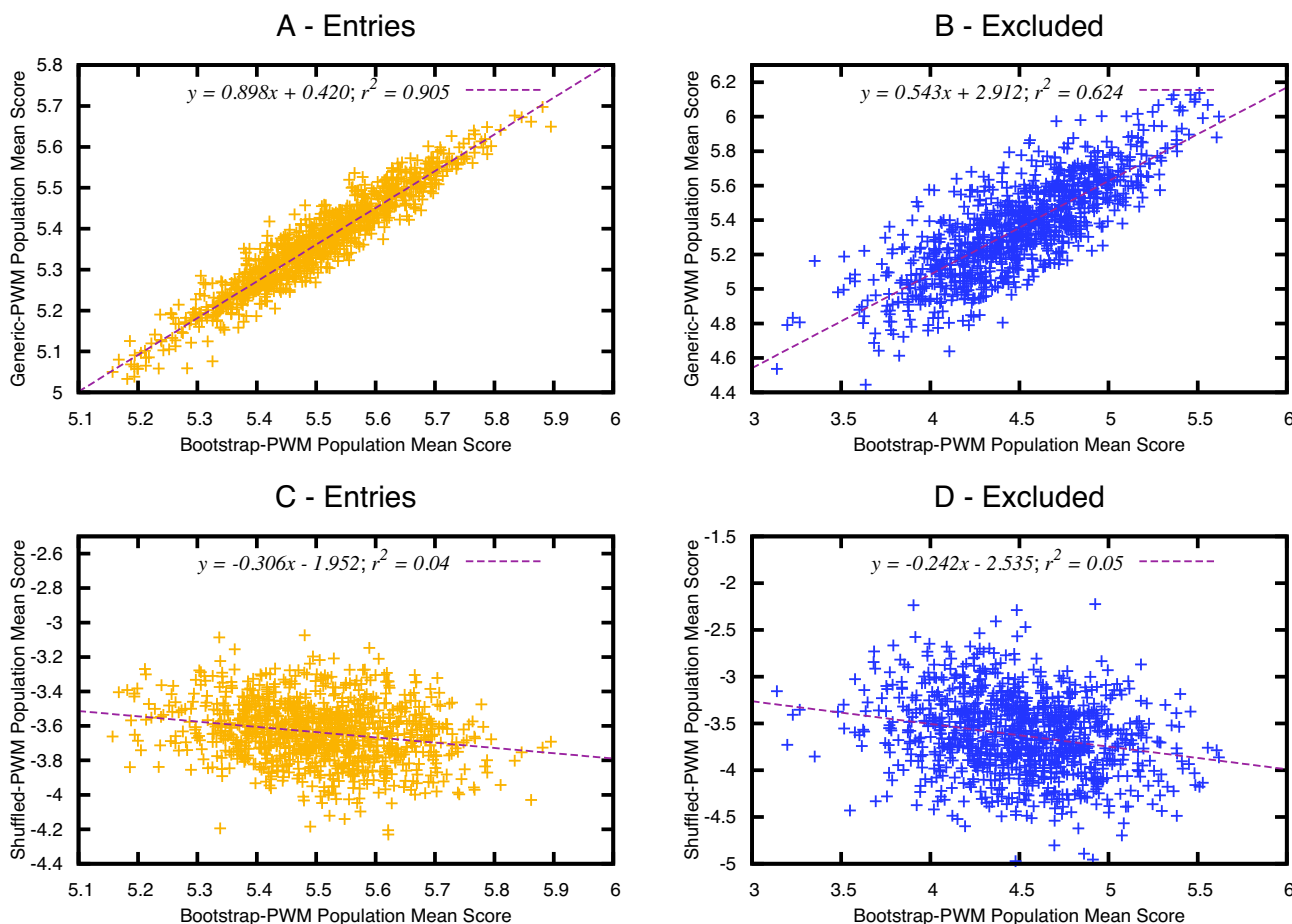 A - Entries
5.8
5.7
5.6
5.5
5.4
5.3
5.2
5.1
5
Generic-PWM Population Mean Score
y = 0.898x + 0.420; r² = 0.905
5.1 5.2 5.3 5.4 5.5 5.6 5.7 5.8 5.9 6
Bootstrap-PWM Population Mean Score
B - Excluded
6.2
6
5.8
5.6
5.4
5.2
5
4.8
4.6
4.4
Generic-PWM Population Mean Score
y = 0.543x + 2.912; r² = 0.624
3 3.5 4 4.5 5 5.5 6
Bootstrap-PWM Population Mean Score
C - Entries
-2.6
-2.8
-3
-3.2
-3.4
-3.6
-3.8
-4
-4.2
-4.4
Shuffled-PWM Population Mean Score
y = -0.306x - 1.952; r² = 0.04
5.1 5.2 5.3 5.4 5.5 5.6 5.7 5.8 5.9 6
Bootstrap-PWM Population Mean Score
D - Excluded
-1.5
-2
-2.5
-3
-3.5
-4
-4.5
-5
Shuffled-PWM Population Mean Score
y = -0.242x - 2.535; r² = 0.05
3 3.5 4 4.5 5 5.5 6
Bootstrap-PWM Population Mean Score